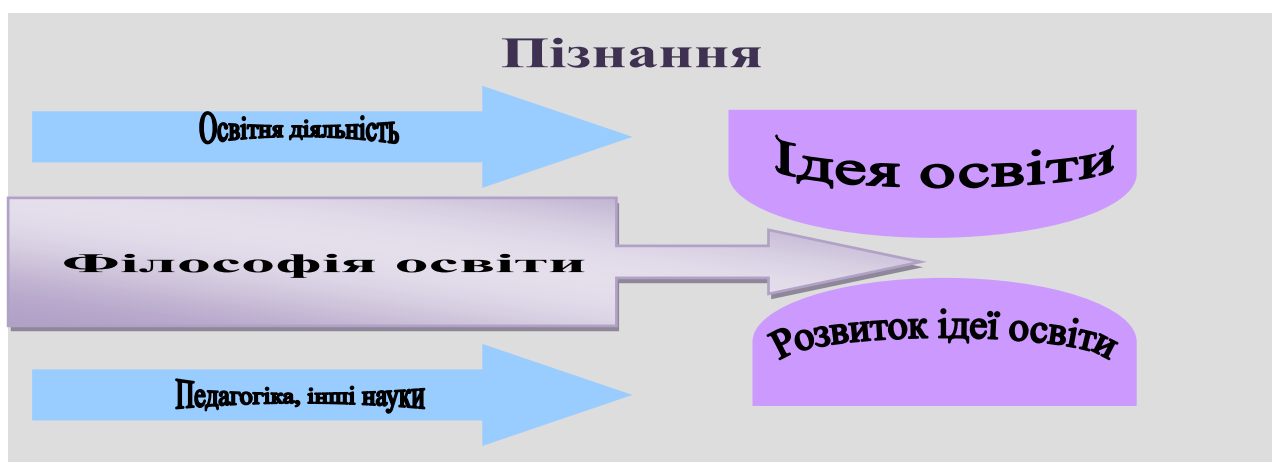 Пізнання
Освітня діяльність
Ідея освіти
Філософія освіти
Розвиток ідеї освіти
Педагогіка, інші науки